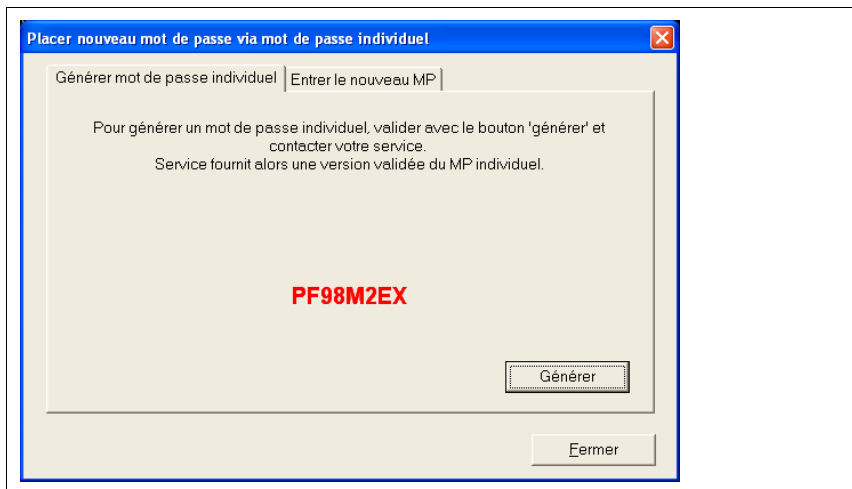 Placer nouveau mot de passe via mot de passe individuel
Générer mot de passe individuel
Entrer le nouveau MP
Pour générer un mot de passe individuel, valider avec le bouton 'générer' et
contacter votre service.
Service fournit alors une version validée du MP individuel.
PF98M2EX
Générer
Fermer